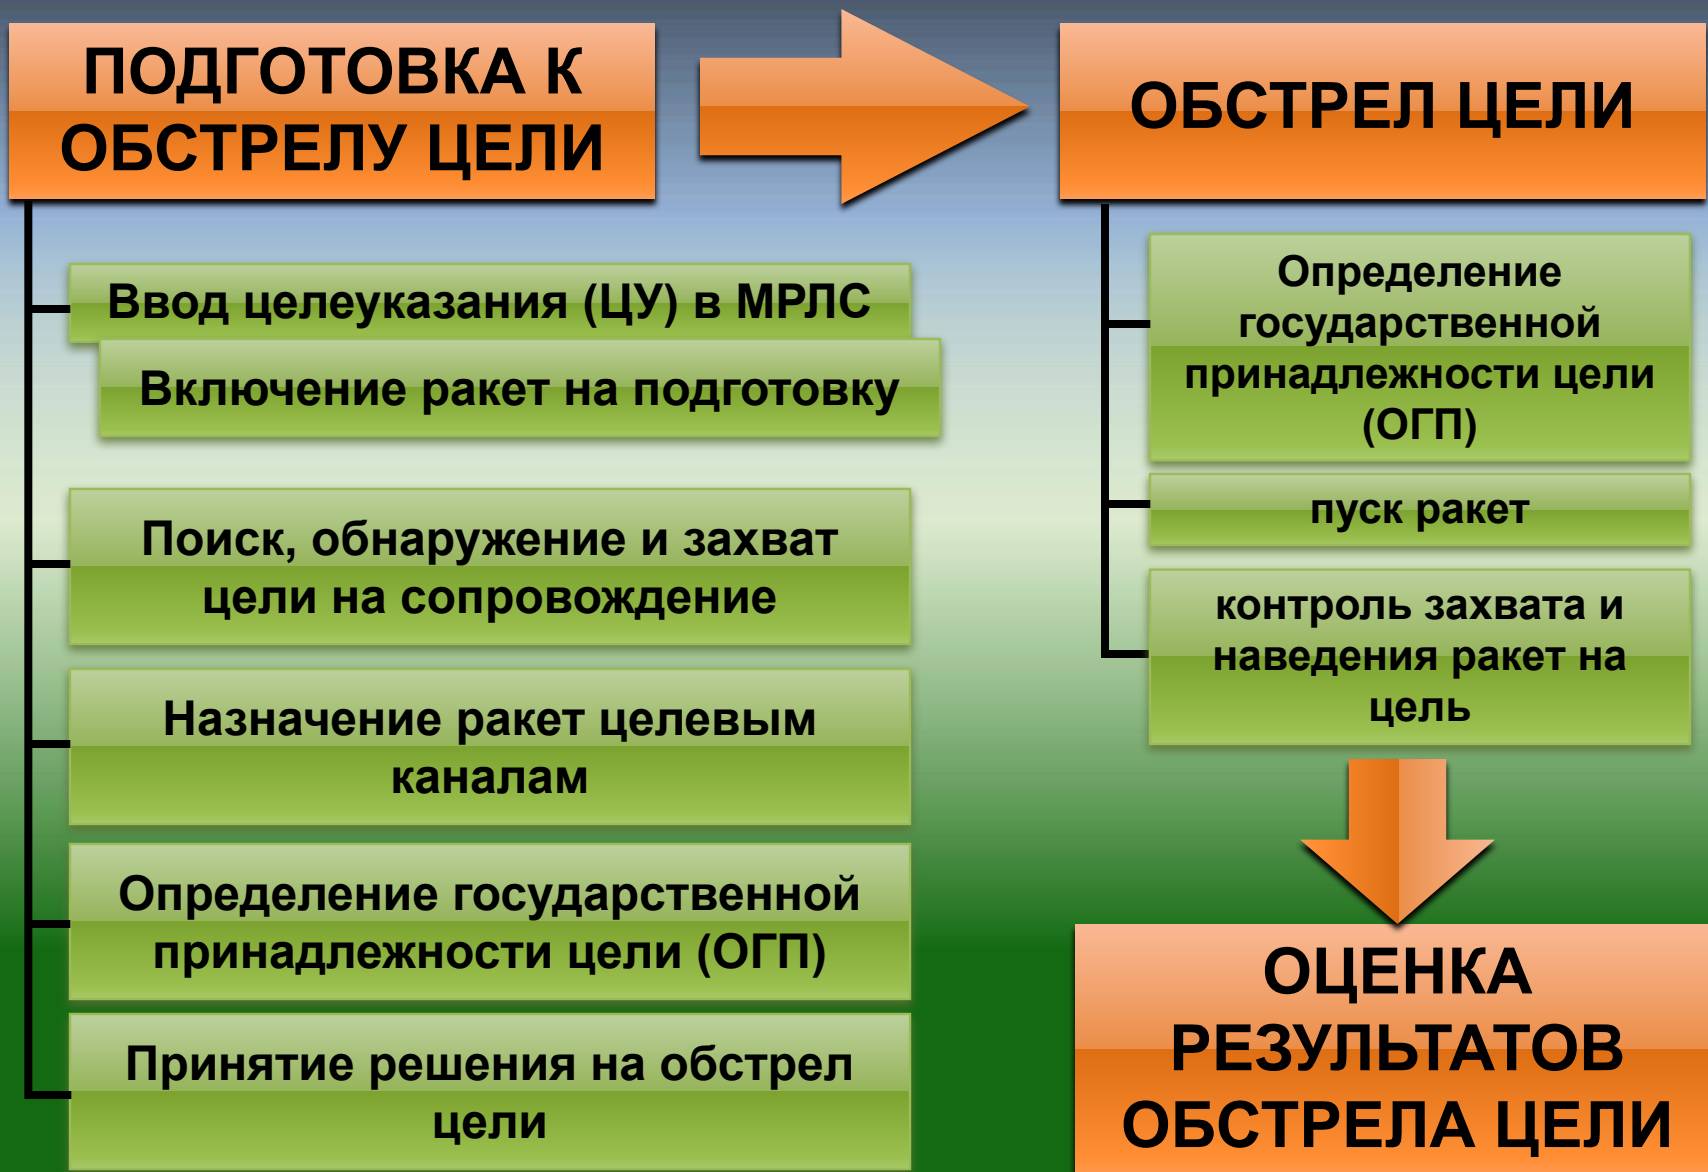 ПОДГОТОВКА К
ОБСТРЕЛУ ЦЕЛИ
Ввод целеуказания (ЦУ) в МРЛС
Включение ракет на подготовку
Поиск, обнаружение и захват
цели на сопровождение
Назначение ракет целевым
каналам
Определение государственной
принадлежности цели (ОГП)
Принятие решения на обстрел
цели
ОБСТРЕЛ ЦЕЛИ
Определение
государственной
принадлежности цели
(ОГП)
пуск ракет
контроль захвата и
наведения ракет на
цель
ОЦЕНКА
РЕЗУЛЬТАТОВ
ОБСТРЕЛА ЦЕЛИ